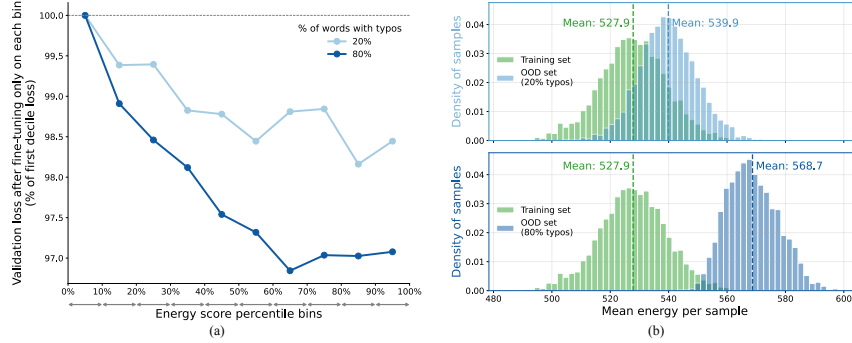 Validation loss after fine-tuning only on each bin
(% of first decile loss)
100.0
99.5
99.0
98.5
98.0
97.5
97.0
% of words with typos
20%
80%
0% 10% 20% 30% 40% 50% 60% 70% 80% 90% 100%
Energy score percentile bins
(a)
Density of samples
0.04
0.03
0.02
0.01
0.00
Mean: 527.9
Mean: 539.9
Training set
OOD set
(20% typos)
Density of samples
0.04
0.03
0.02
0.01
0.00
Mean: 527.9
Mean: 568.7
Training set
OOD set
(80% typos)
480 500 520 540 560 580 600
Mean energy per sample
(b)